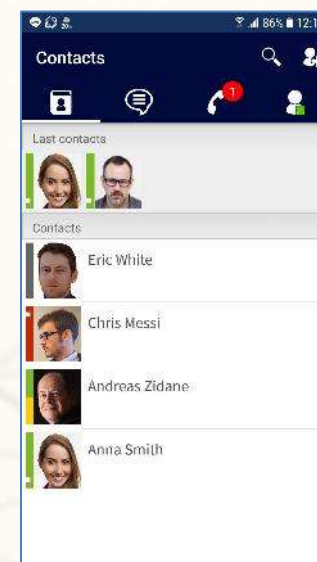 86% 12:1
Contacts
1
Last contacts
Contacts
Eric White
Chris Messi
Andreas Zidane
Anna Smith